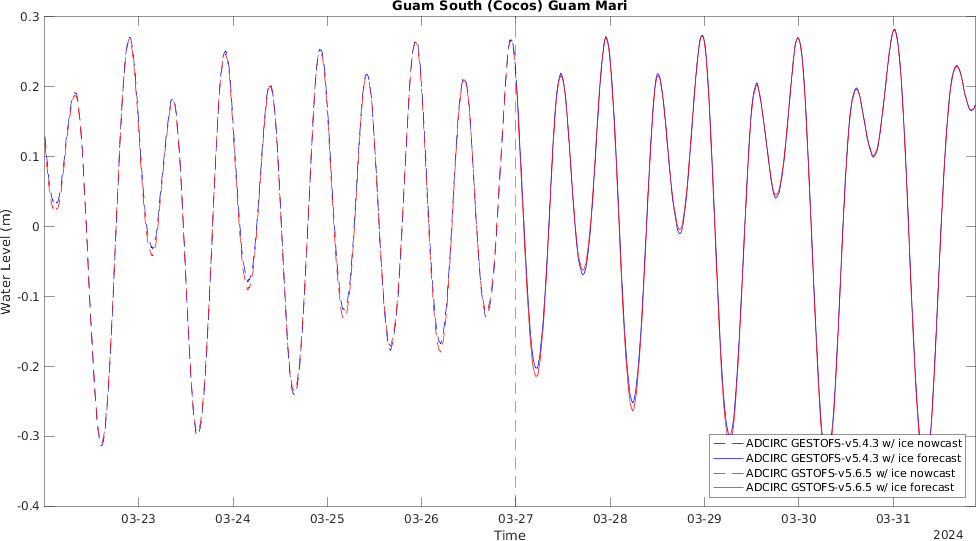 Guam South (Cocos) Guam Mari
0.3
0.2
0.1
0
-0.1
-0.2
-0.3
-0.4
Water Level (m)
ADCIRC GESTOFS-v5.4.3 w/ ice nowcast
ADCIRC GESTOFS-v5.4.3 w/ ice forecast
ADCIRC GSTOFS-v5.6.5 w/ ice nowcast
ADCIRC GSTOFS-v5.6.5 w/ ice forecast
03-23 03-24 03-25 03-26 03-27 03-28 03-29 03-30 03-31
Time
2024